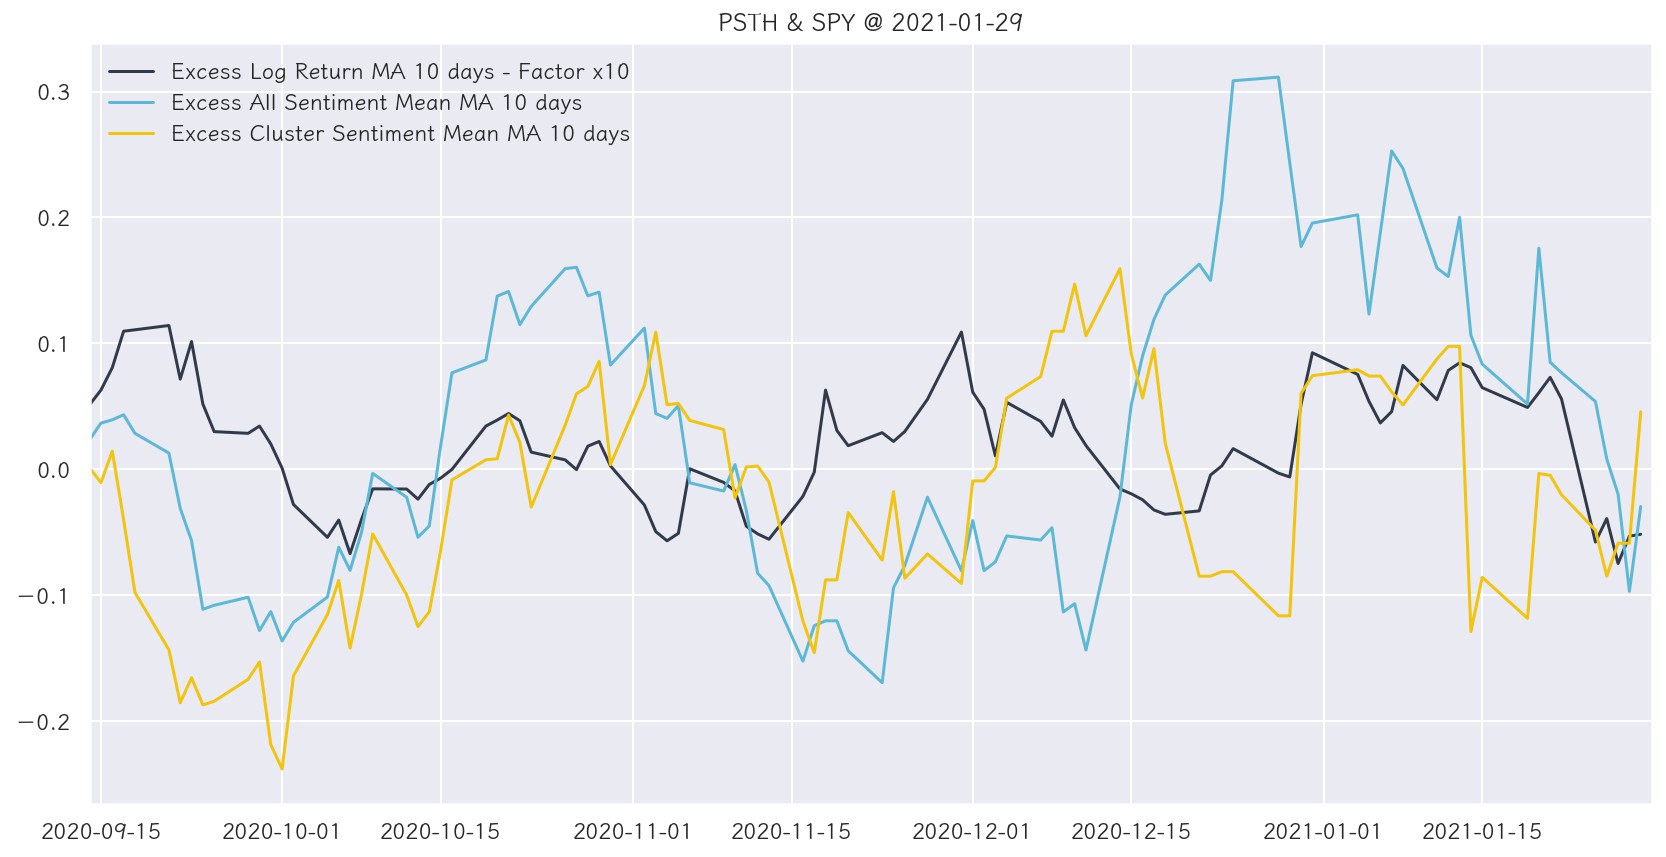 PSTH & SPY @ 2021-01-29
Excess Log Return MA 10 days - Factor x10
Excess All Sentiment Mean MA 10 days
Excess Cluster Sentiment Mean MA 10 days
0.3
0.2
0.1
0.0
−0.1
−0.2
2020-09-15 2020-10-01 2020-10-15 2020-11-01 2020-11-15 2020-12-01 2020-12-15 2021-01-01 2021-01-15